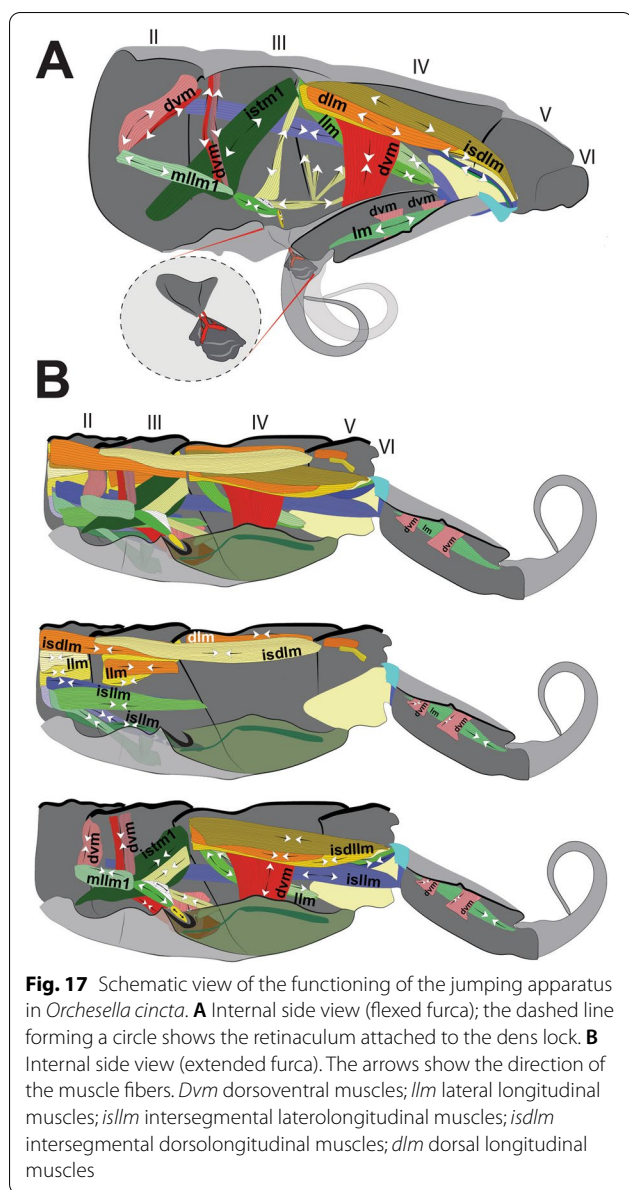 A
II
III
IV
V
VI
dvm
istm1
dlm
llm
dvm
isdlm
dvm
mllm1
dvm
dvm
lm
B
II
III
IV
V
VI
dvm
lm
dvm
dlm
isdlm
isdlm
llm
llm
isllm
isllm
dvm
lm
dvm
dvm
dvm
istm1
mllm1
isdllm
dvm
isllm
llm
dvm
lm
dvm
Fig. 17 Schematic view of the functioning of the jumping apparatus
in Orchesella cincta. A Internal side view (flexed furca); the dashed line
forming a circle shows the retinaculum attached to the dens lock. B
Internal side view (extended furca). The arrows show the direction of
the muscle fibers. Dvm dorsoventral muscles; llm lateral longitudinal
muscles; isllm intersegmental laterolongitudinal muscles; isdlm
intersegmental dorsolongitudinal muscles; dlm dorsal longitudinal
muscles